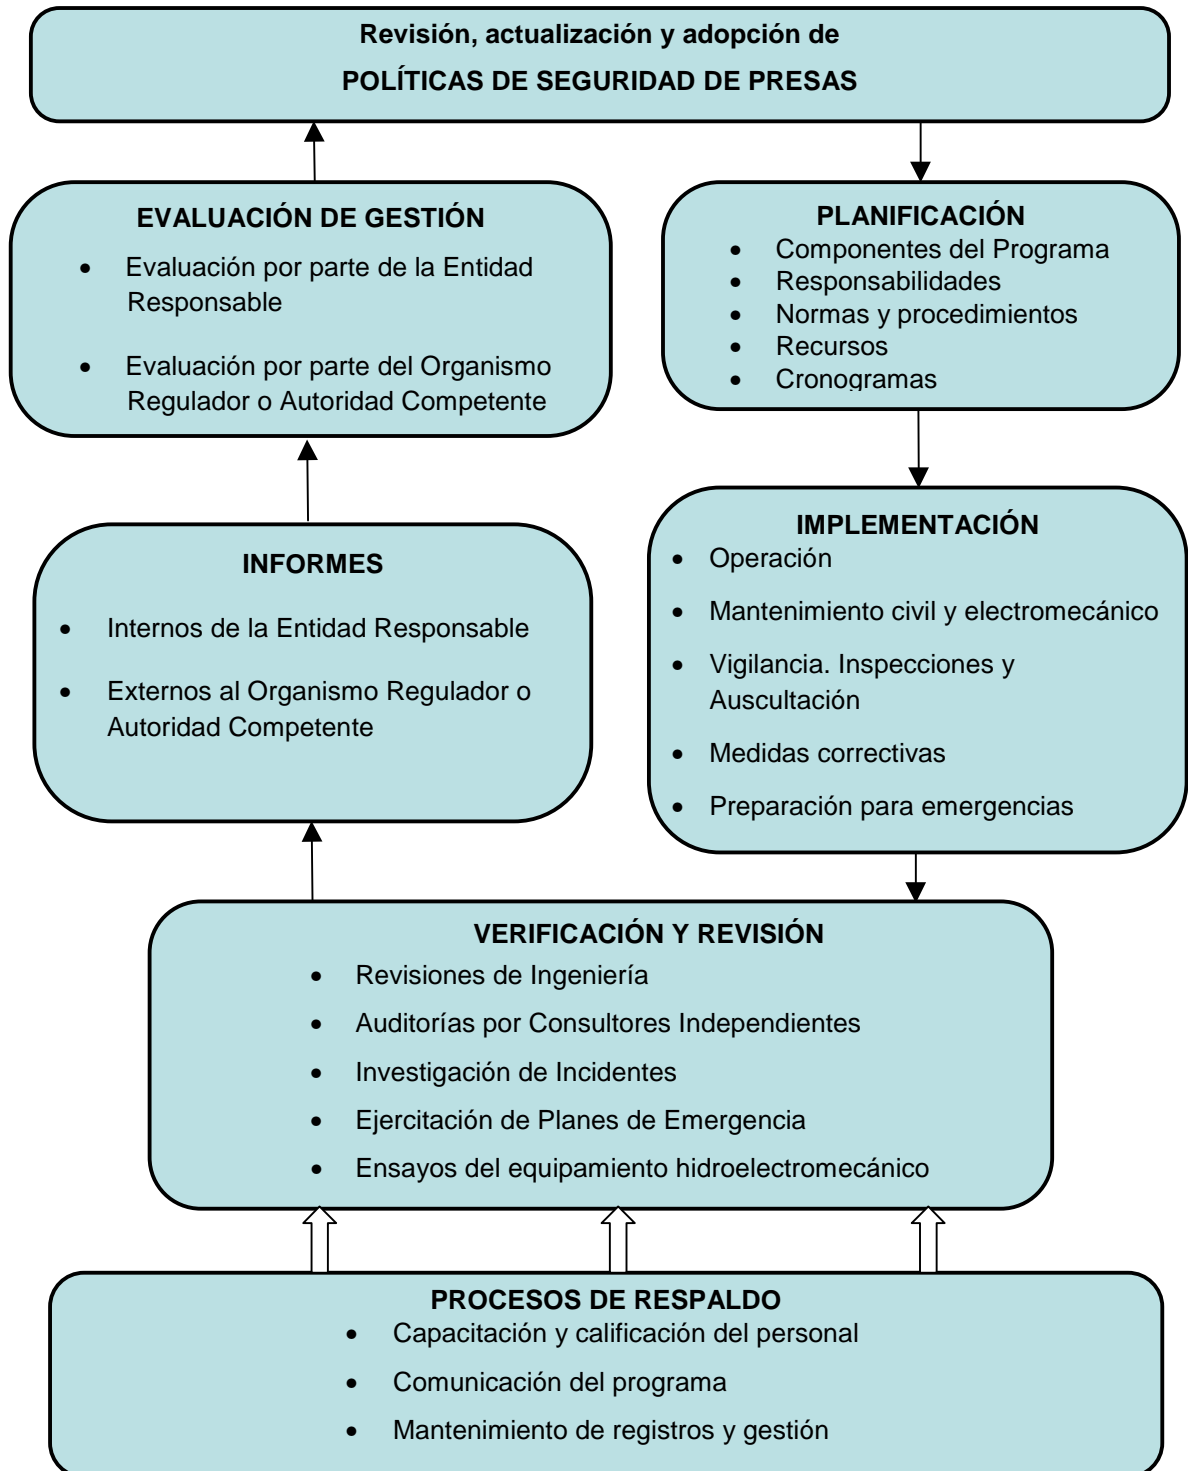 Revisión, actualización y adopción de
POLÍTICAS DE SEGURIDAD DE PRESAS
EVALUACIÓN DE GESTIÓN
• Evaluación por parte de la Entidad
Responsable
• Evaluación por parte del Organismo
Regulador o Autoridad Competente
PLANIFICACIÓN
• Componentes del Programa
• Responsabilidades
• Normas y procedimientos
• Recursos
• Cronogramas
INFORMES
• Internos de la Entidad Responsable
• Externos al Organismo Regulador o
Autoridad Competente
IMPLEMENTACIÓN
• Operación
• Mantenimiento civil y electromecánico
• Vigilancia. Inspecciones y
Auscultación
• Medidas correctivas
• Preparación para emergencias
VERIFICACIÓN Y REVISIÓN
• Revisiones de Ingeniería
• Auditorías por Consultores Independientes
• Investigación de Incidentes
• Ejercitación de Planes de Emergencia
• Ensayos del equipamiento hidroelectromecánico
PROCESOS DE RESPALDO
• Capacitación y calificación del personal
• Comunicación del programa
• Mantenimiento de registros y gestión